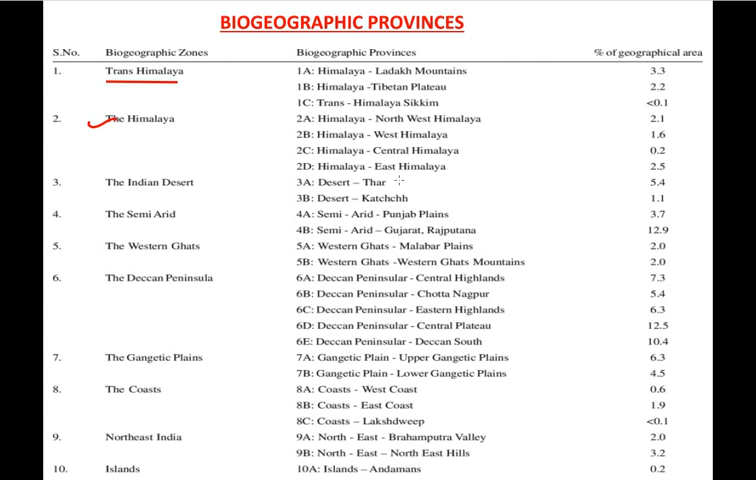 BIOGEOGRAPHIC PROVINCES
S.No. Biogeographic Zones Biogeographic Provinces % of geographical area
1. Trans Himalaya 1A: Himalaya - Ladakh Mountains 3.3
1B: Himalaya -Tibetan Plateau 2.2
1C: Trans - Himalaya Sikkim <0.1
2. The Himalaya 2A: Himalaya - North West Himalaya 2.1
2B: Himalaya - West Himalaya 1.6
2C: Himalaya - Central Himalaya 0.2
2D: Himalaya - East Himalaya 2.5
3. The Indian Desert 3A: Desert – Thar 5.4
3B: Desert – Katchchh 1.1
4. The Semi Arid 4A: Semi - Arid - Punjab Plains 3.7
4B: Semi - Arid – Gujarat, Rajputana 12.9
5. The Western Ghats 5A: Western Ghats - Malabar Plains 2.0
5B: Western Ghats -Western Ghats Mountains 2.0
6. The Deccan Peninsula 6A: Deccan Peninsular - Central Highlands 7.3
6B: Deccan Peninsular - Chotta Nagpur 5.4
6C: Deccan Peninsular - Eastern Highlands 6.3
6D: Deccan Peninsular - Central Plateau 12.5
6E: Deccan Peninsular - Deccan South 10.4
7. The Gangetic Plains 7A: Gangetic Plain - Upper Gangetic Plains 6.3
7B: Gangetic Plain - Lower Gangetic Plains 4.5
8. The Coasts 8A: Coasts - West Coast 0.6
8B: Coasts - East Coast 1.9
8C: Coasts – Lakshdweep <0.1
9. Northeast India 9A: North - East - Brahamputra Valley 2.0
9B: North - East – North East Hills 3.2
10. Islands 10A: Islands – Andamans 0.2